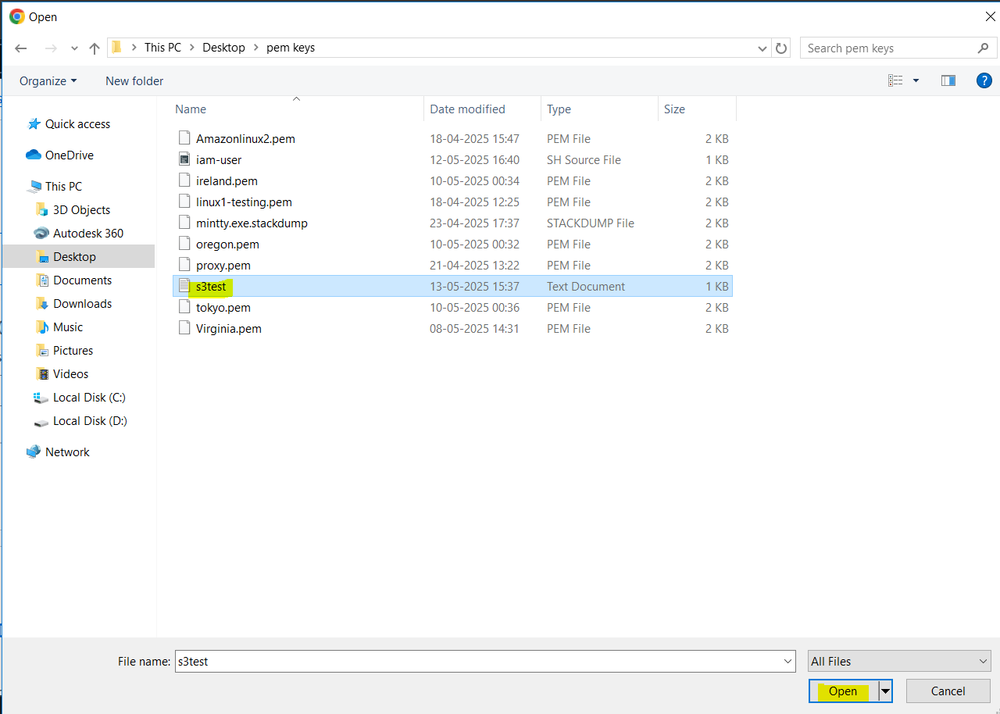 Open
This PC > Desktop > pem keys
Search pem keys
Organize
New folder
?
Name Date modified Type Size
Quick access
OneDrive
This PC
3D Objects
Autodesk 360
Desktop
Documents
Downloads
Music
Pictures
Videos
Local Disk (C:)
Local Disk (D:)
Network
Amazonlinux2.pem 18-04-2025 15:47 PEM File 2 KB
iam-user 12-05-2025 16:40 SH Source File 1 KB
ireland.pem 10-05-2025 00:34 PEM File 2 KB
linux1-testing.pem 18-04-2025 12:25 PEM File 2 KB
mintty.exe.stackdump 23-04-2025 17:37 STACKDUMP File 2 KB
oregon.pem 10-05-2025 00:32 PEM File 2 KB
proxy.pem 21-04-2025 13:22 PEM File 2 KB
s3test 13-05-2025 15:37 Text Document 1 KB
tokyo.pem 10-05-2025 00:36 PEM File 2 KB
Virginia.pem 08-05-2025 14:31 PEM File 2 KB
File name: s3test
All Files
Open
Cancel